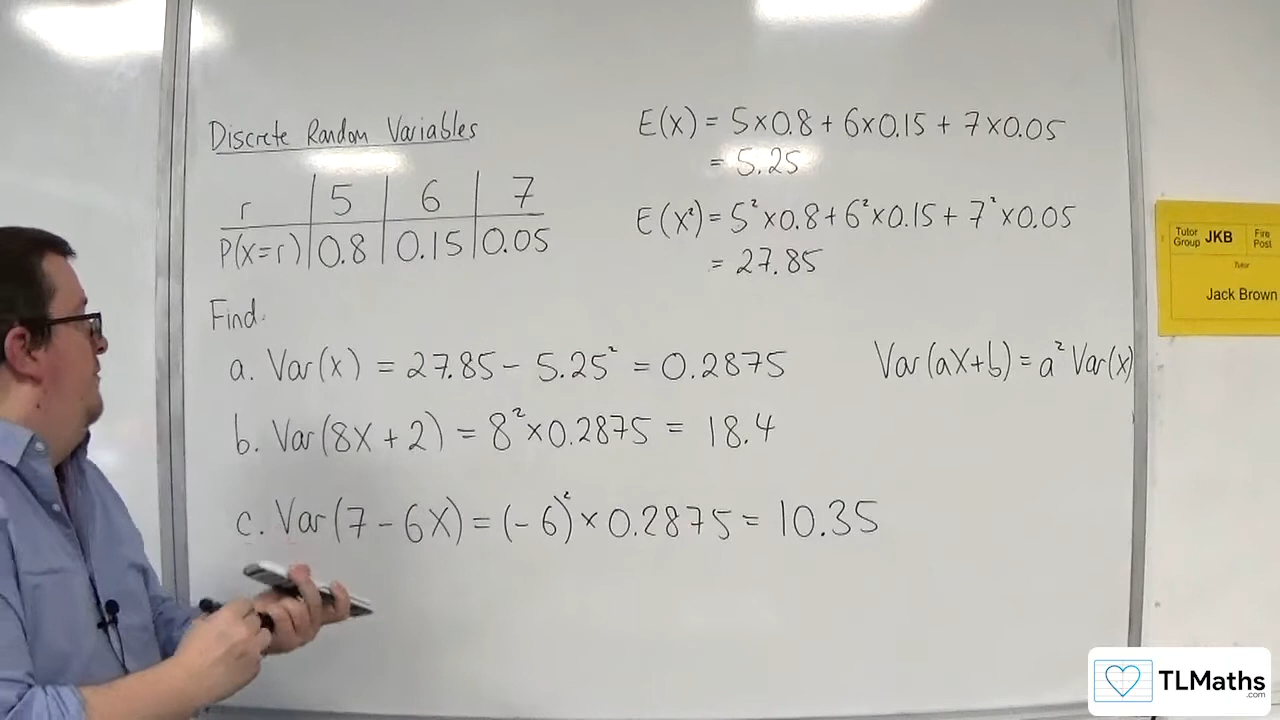 Discrete Random Variables
r | 5 | 6 | 7
P(X=r) | 0.8 | 0.15 | 0.05
Find:
a. Var(X) = 27.85 - 5.25² = 0.2875
b. Var(8X + 2) = 8² × 0.2875 = 18.4
c. Var(7 - 6X) = (-6)² × 0.2875 = 10.35
E(X) = 5×0.8 + 6×0.15 + 7×0.05
= 5.25
E(X²) = 5²×0.8 + 6²×0.15 + 7²×0.05
= 27.85
Var(aX+b) = a² Var(X)
Tutor Group JKB Fire Post
Tutor
Jack Brown
TLMaths
.com